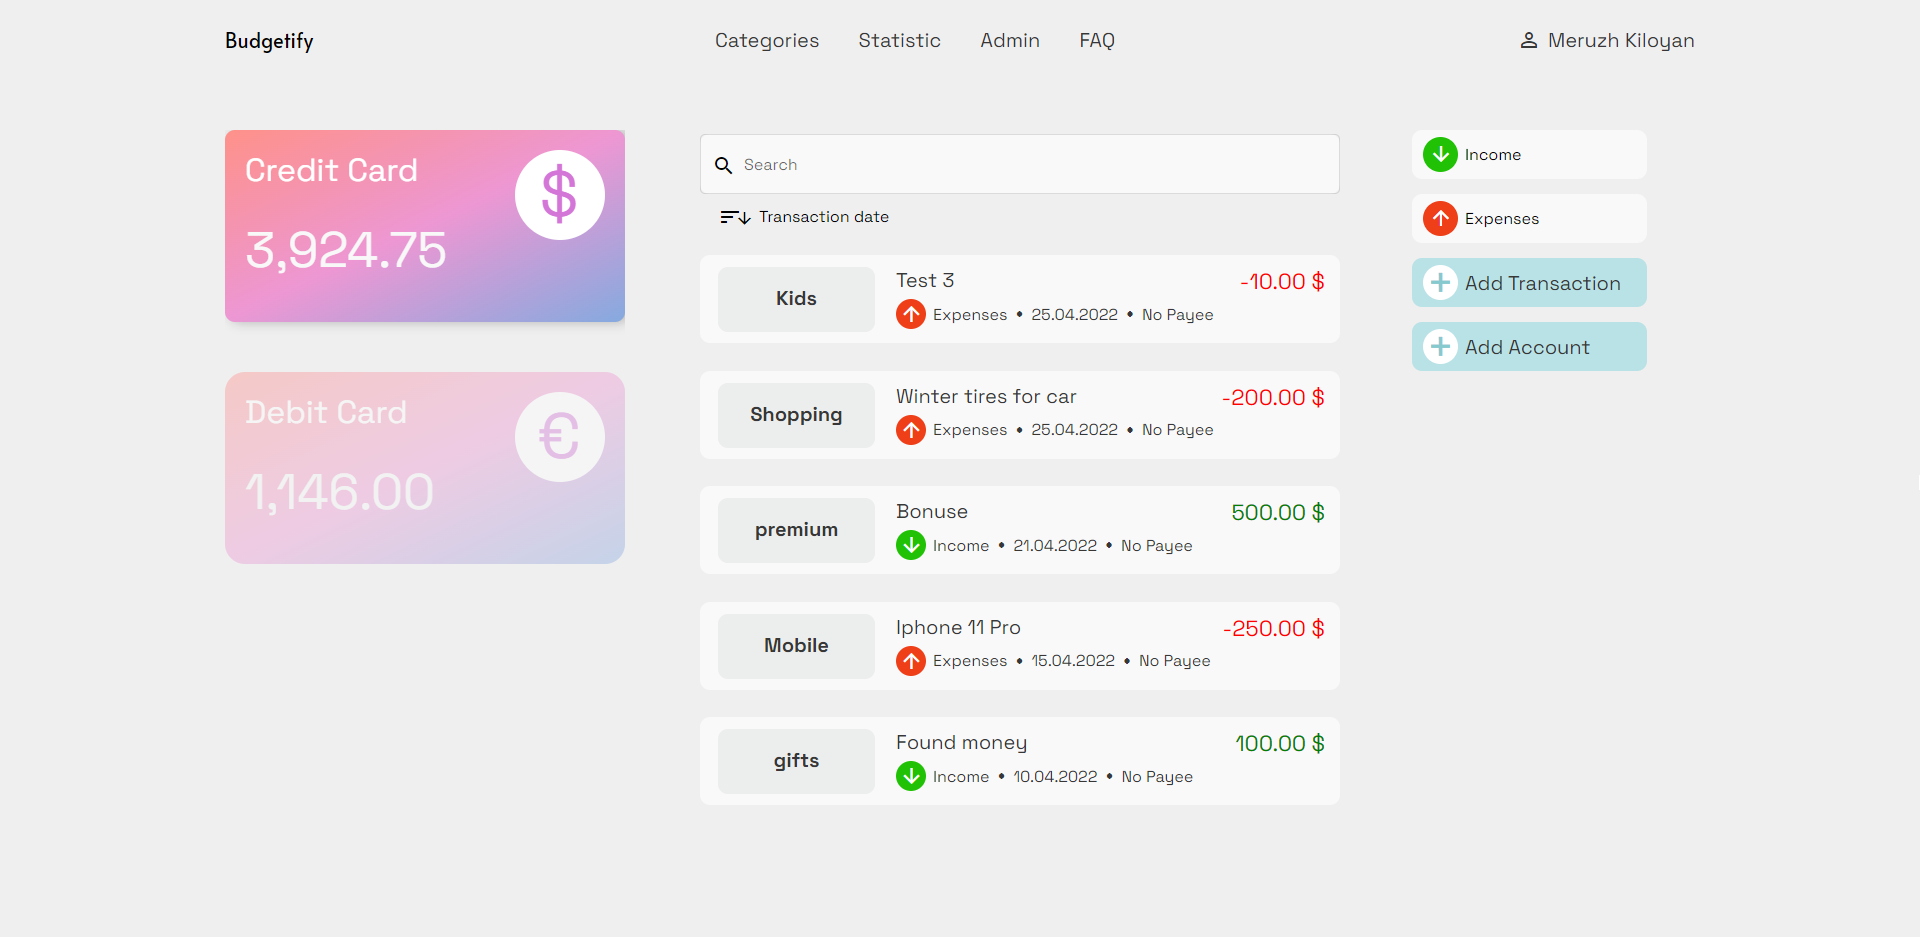 Budgetify
Categories Statistic Admin FAQ
Meruzh Kiloyan
Credit Card
$
3,924.75
Debit Card
€
1,146.00
Search
Transaction date
Kids
Test 3
-10.00 $
Expenses • 25.04.2022 • No Payee
Shopping
Winter tires for car
-200.00 $
Expenses • 25.04.2022 • No Payee
premium
Bonuse
500.00 $
Income • 21.04.2022 • No Payee
Mobile
Iphone 11 Pro
-250.00 $
Expenses • 15.04.2022 • No Payee
gifts
Found money
100.00 $
Income • 10.04.2022 • No Payee
Income
Expenses
Add Transaction
Add Account